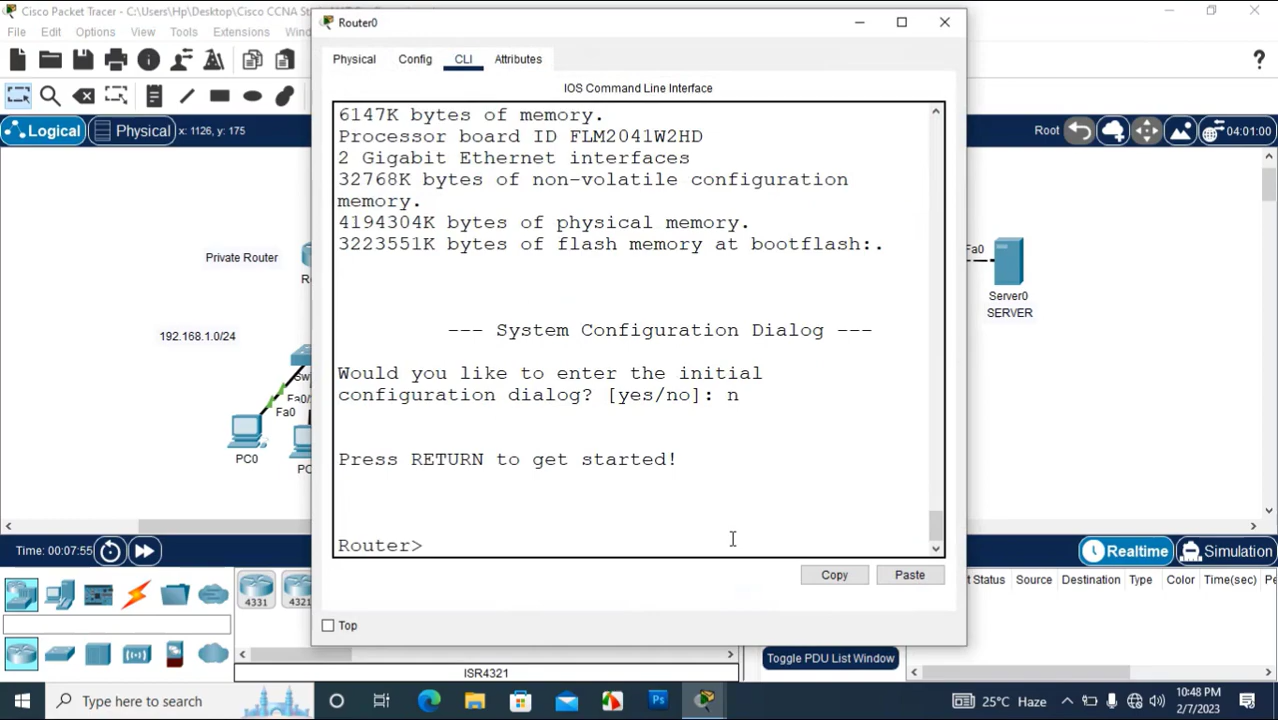 Cisco Packet Tracer - C:\Users\Hp\Desktop\Cisco CCNA St
Router0
File Edit Options View Tools Extensions Wind
Physical Config CLI Attributes
IOS Command Line Interface
Logical Physical x: 1126, y: 175
Root 04:01:00
6147K bytes of memory.
Processor board ID FLM2041W2HD
2 Gigabit Ethernet interfaces
32768K bytes of non-volatile configuration
memory.
4194304K bytes of physical memory.
3223551K bytes of flash memory at bootflash:.
--- System Configuration Dialog ---
Would you like to enter the initial
configuration dialog? [yes/no]: n
Press RETURN to get started!
Router>
Private Router
192.168.1.0/24
Fa0/
Fa0
PC0
Fa0
Server0
SERVER
Copy Paste
Top
Time: 00:07:55
Realtime Simulation
4331 4321
t Status Source Destination Type Color Time(sec) Pe
ISR4321
Toggle PDU List Window
Type here to search
25°C Haze
10:48 PM
2/7/2023